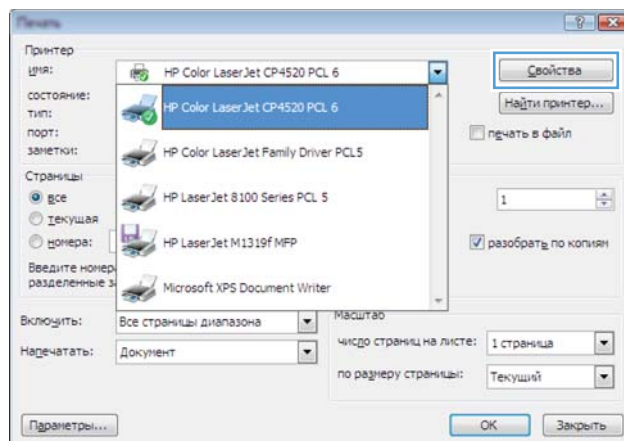 Печать
Принтер
имя:
HP Color LaserJet CP4520 PCL 6
Свойства
состояние:
HP Color LaserJet CP4520 PCL 6
Найти принтер...
тип:
порт:
HP Color LaserJet Family Driver PCL5
печать в файл
заметки:
Страницы
все
HP LaserJet 8100 Series PCL 5
1
текущая
номера:
HP LaserJet M1319f MFP
разобрать по копиям
Введите
разделенные
Microsoft XPS Document Writer
Включить:
Все страницы диапазона
Масштаб
число страниц на листе:
1 страница
Напечатать:
Документ
по размеру страницы:
Текущий
Параметры...
OK
Закрыть